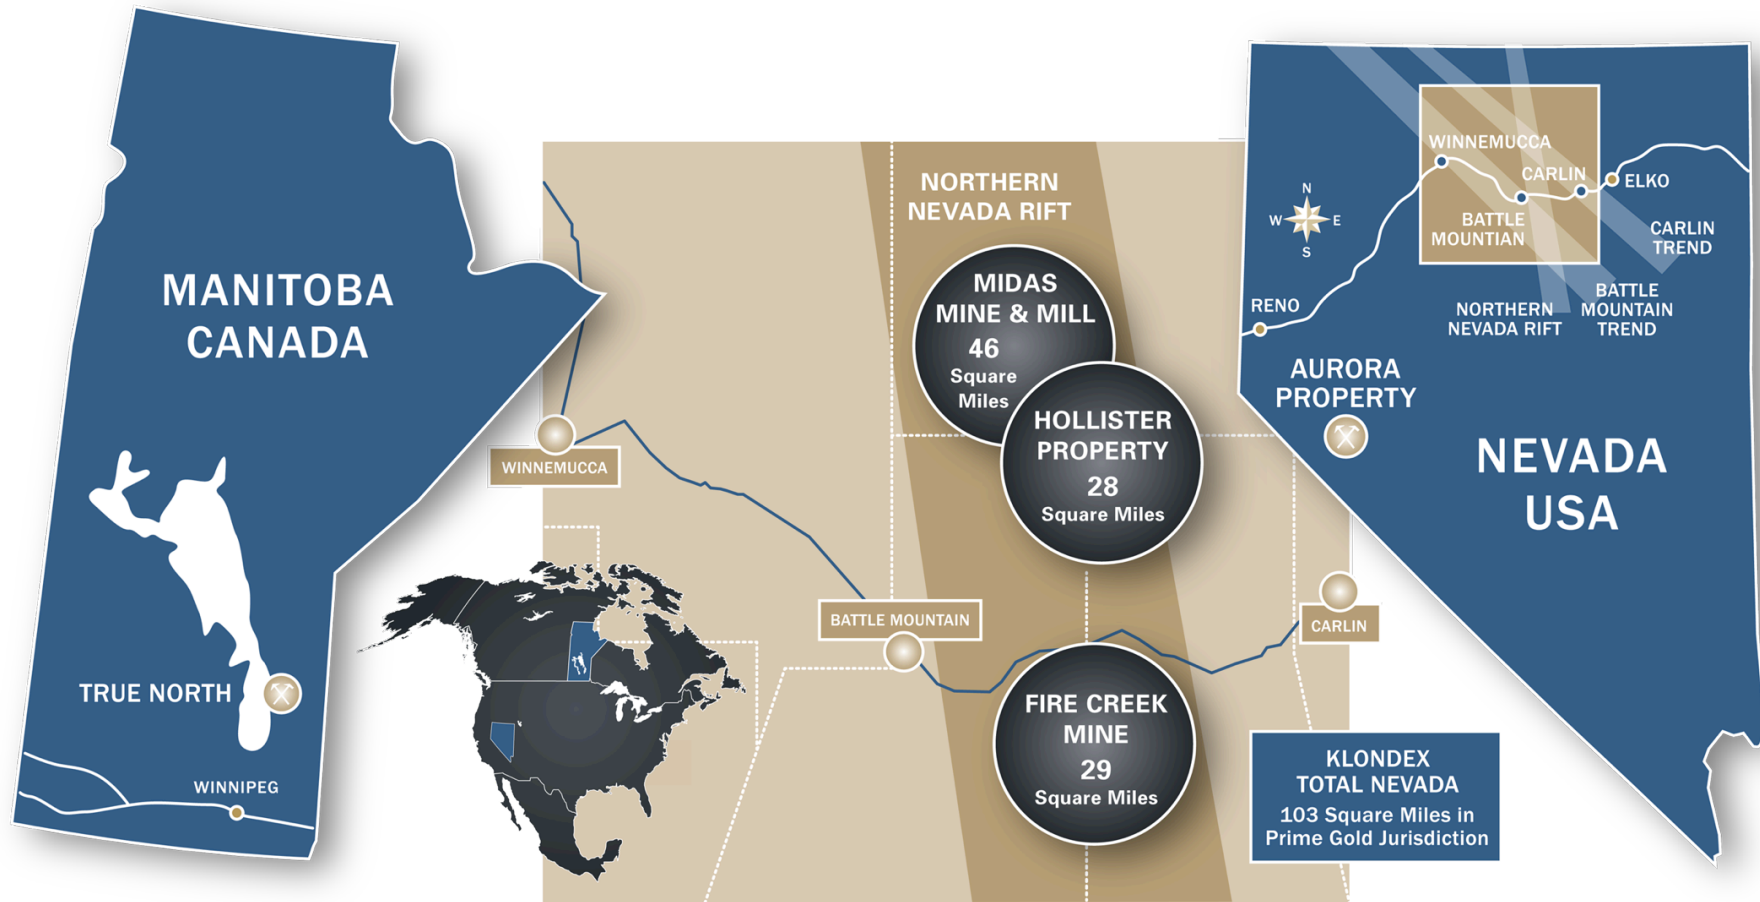 MANITOBA
CANADA
TRUE NORTH
WINNIPEG
NORTHERN
NEVADA RIFT
MIDAS
MINE & MILL
46
Square
Miles
HOLLISTER
PROPERTY
28
Square Miles
WINNEMUCCA
BATTLE MOUNTAIN
CARLIN
FIRE CREEK
MINE
29
Square Miles
WINNEMUCCA
CARLIN
ELKO
BATTLE
MOUNTIAN
CARLIN
TREND
N
W
E
S
RENO
NORTHERN
NEVADA RIFT
BATTLE
MOUNTAIN
TREND
AURORA
PROPERTY
NEVADA
USA
KLONDEX
TOTAL NEVADA
103 Square Miles in
Prime Gold Jurisdiction